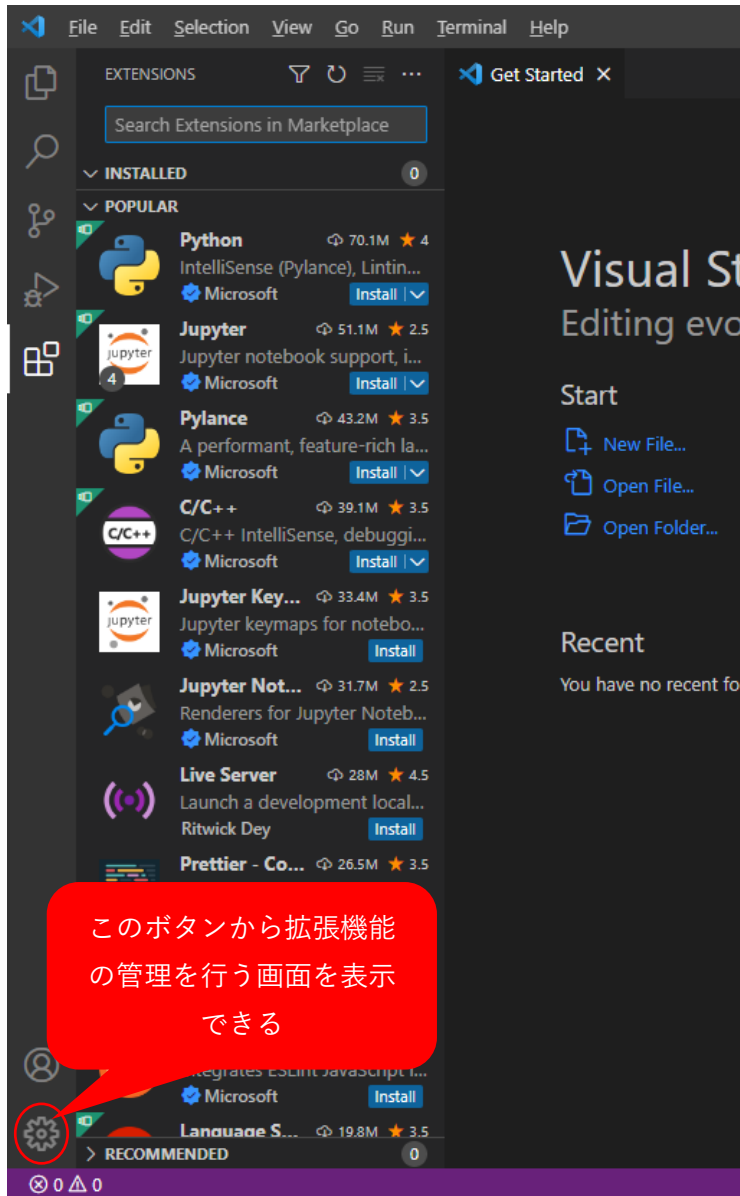 File Edit Selection View Go Run Terminal Help
EXTENSIONS
Get Started
Search Extensions in Marketplace
INSTALLED 0
POPULAR
Python 70.1M ★ 4
IntelliSense (Pylance), Lintin...
Microsoft Install
Jupyter 51.1M ★ 2.5
Jupyter notebook support, i...
Microsoft Install
jupyter
4
Pylance 43.2M ★ 3.5
A performant, feature-rich la...
Microsoft Install
C/C++ 39.1M ★ 3.5
C/C++ IntelliSense, debuggi...
Microsoft Install
C/C++
Jupyter Key... 33.4M ★ 3.5
Jupyter keymaps for notebo...
Microsoft Install
jupyter
Jupyter Not... 31.7M ★ 2.5
Renderers for Jupyter Noteb...
Microsoft Install
Live Server 28M ★ 4.5
Launch a development local...
Ritwick Dey Install
Prettier - Co... 26.5M ★ 3.5
このボタンから拡張機能
の管理を行う画面を表示
できる
Integrates ESLint JavaScript i...
Microsoft Install
Language S... 19.8M ★ 3.5
RECOMMENDED 0
0 0
Visual St
Editing evo
Start
New File...
Open File...
Open Folder...
Recent
You have no recent fo